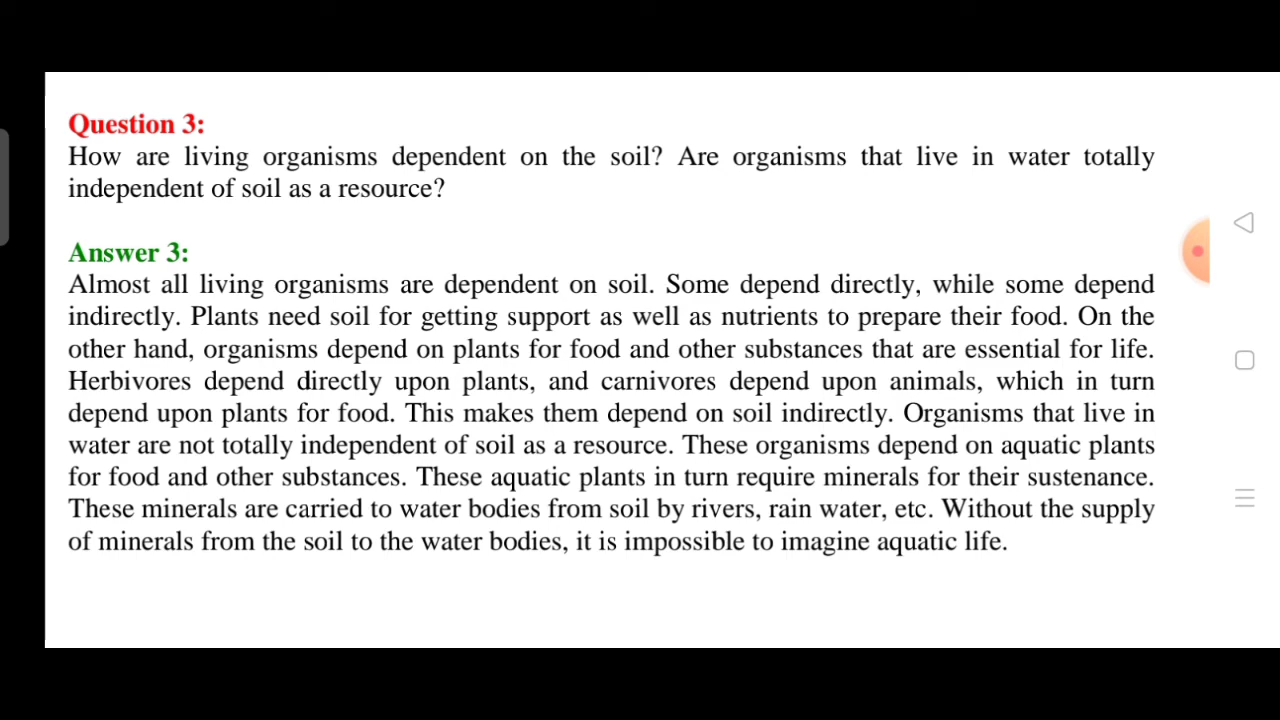 Question 3:
How are living organisms dependent on the soil? Are organisms that live in water totally
independent of soil as a resource?
Answer 3:
Almost all living organisms are dependent on soil. Some depend directly, while some depend
indirectly. Plants need soil for getting support as well as nutrients to prepare their food. On the
other hand, organisms depend on plants for food and other substances that are essential for life.
Herbivores depend directly upon plants, and carnivores depend upon animals, which in turn
depend upon plants for food. This makes them depend on soil indirectly. Organisms that live in
water are not totally independent of soil as a resource. These organisms depend on aquatic plants
for food and other substances. These aquatic plants in turn require minerals for their sustenance.
These minerals are carried to water bodies from soil by rivers, rain water, etc. Without the supply
of minerals from the soil to the water bodies, it is impossible to imagine aquatic life.